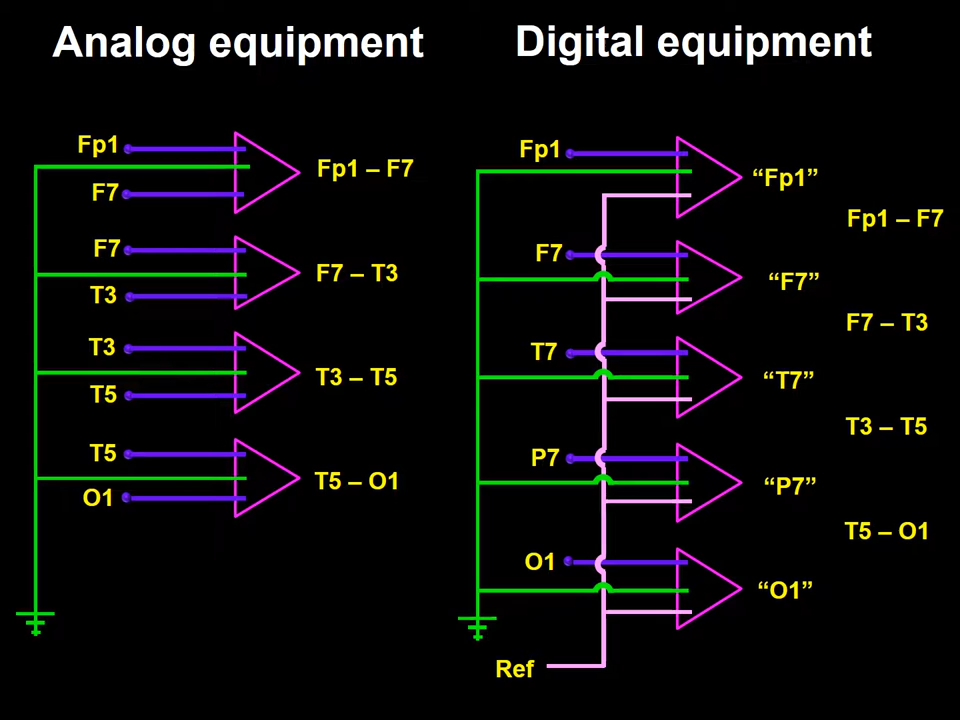 Analog equipment
Fp1
F7
Fp1 – F7
F7
T3
F7 – T3
T3
T5
T3 – T5
T5
O1
T5 – O1
Digital equipment
Fp1
“Fp1”
Fp1 – F7
F7
“F7”
F7 – T3
T7
“T7”
T3 – T5
P7
“P7”
T5 – O1
O1
“O1”
Ref